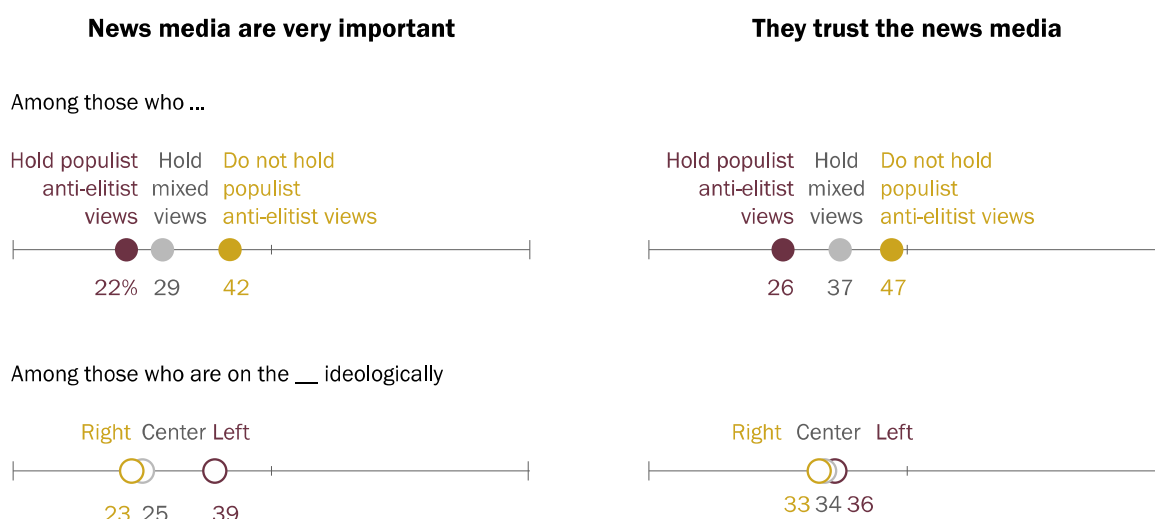 News media are very important
They trust the news media
Among those who ...
Hold populist anti-elitist views
Hold mixed views
Do not hold populist anti-elitist views
22%
29
42
Hold populist anti-elitist views
Hold mixed views
Do not hold populist anti-elitist views
26
37
47
Among those who are on the __ ideologically
Right Center Left
23 25 39
Right Center Left
33 34 36